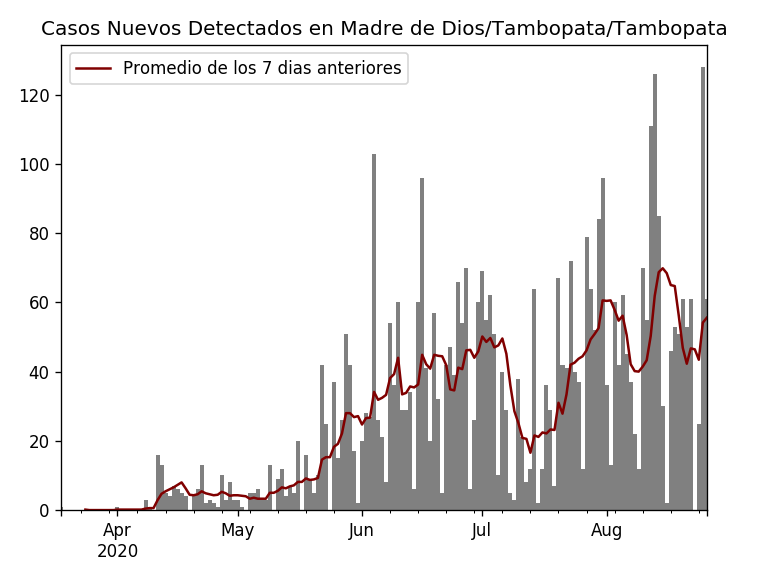 Casos Nuevos Detectados en Madre de Dios/Tambopata/Tambopata
Promedio de los 7 dias anteriores
120
100
80
60
40
20
0
Apr
2020
May
Jun
Jul
Aug